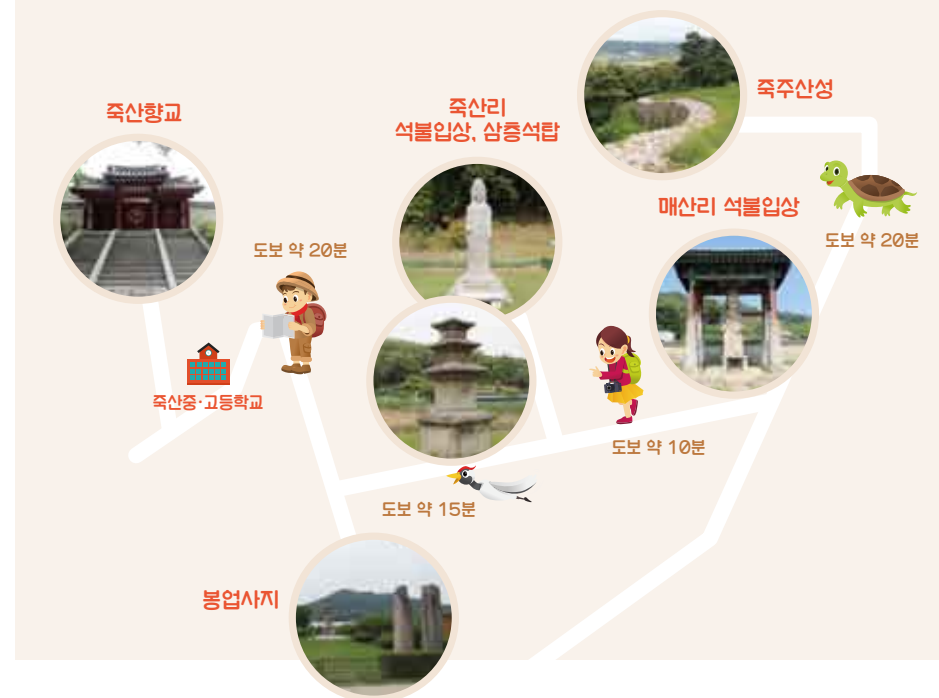 죽산향교
죽산리
석불입상, 삼층석탑
죽주산성
매산리 석불입상
도보 약 20분
도보 약 20분
죽산중·고등학교
도보 약 10분
도보 약 15분
봉업사지